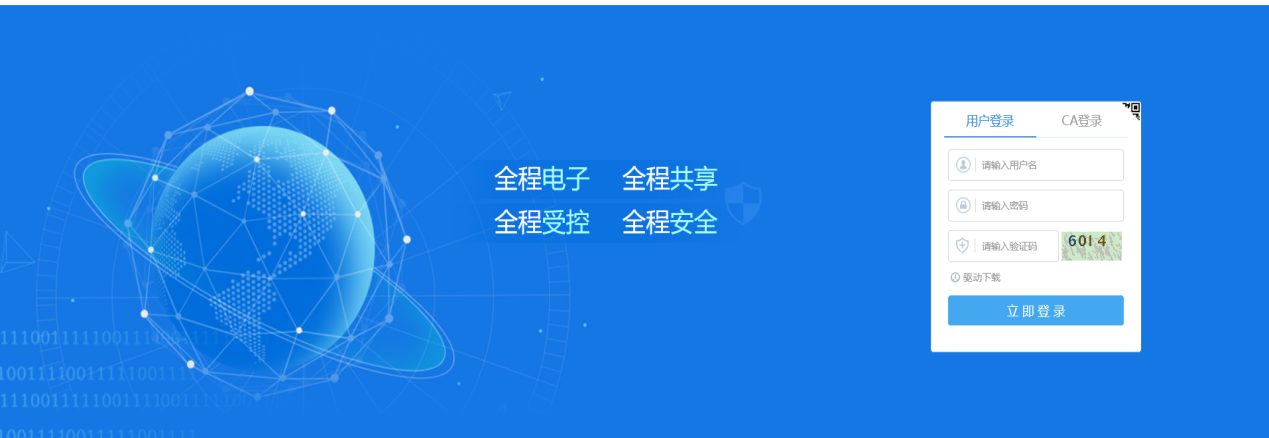 全程电子 全程共享
全程受控 全程安全
用户登录 CA登录
请输入用户名
请输入密码
请输入验证码 6014
驱动下载
立即登录